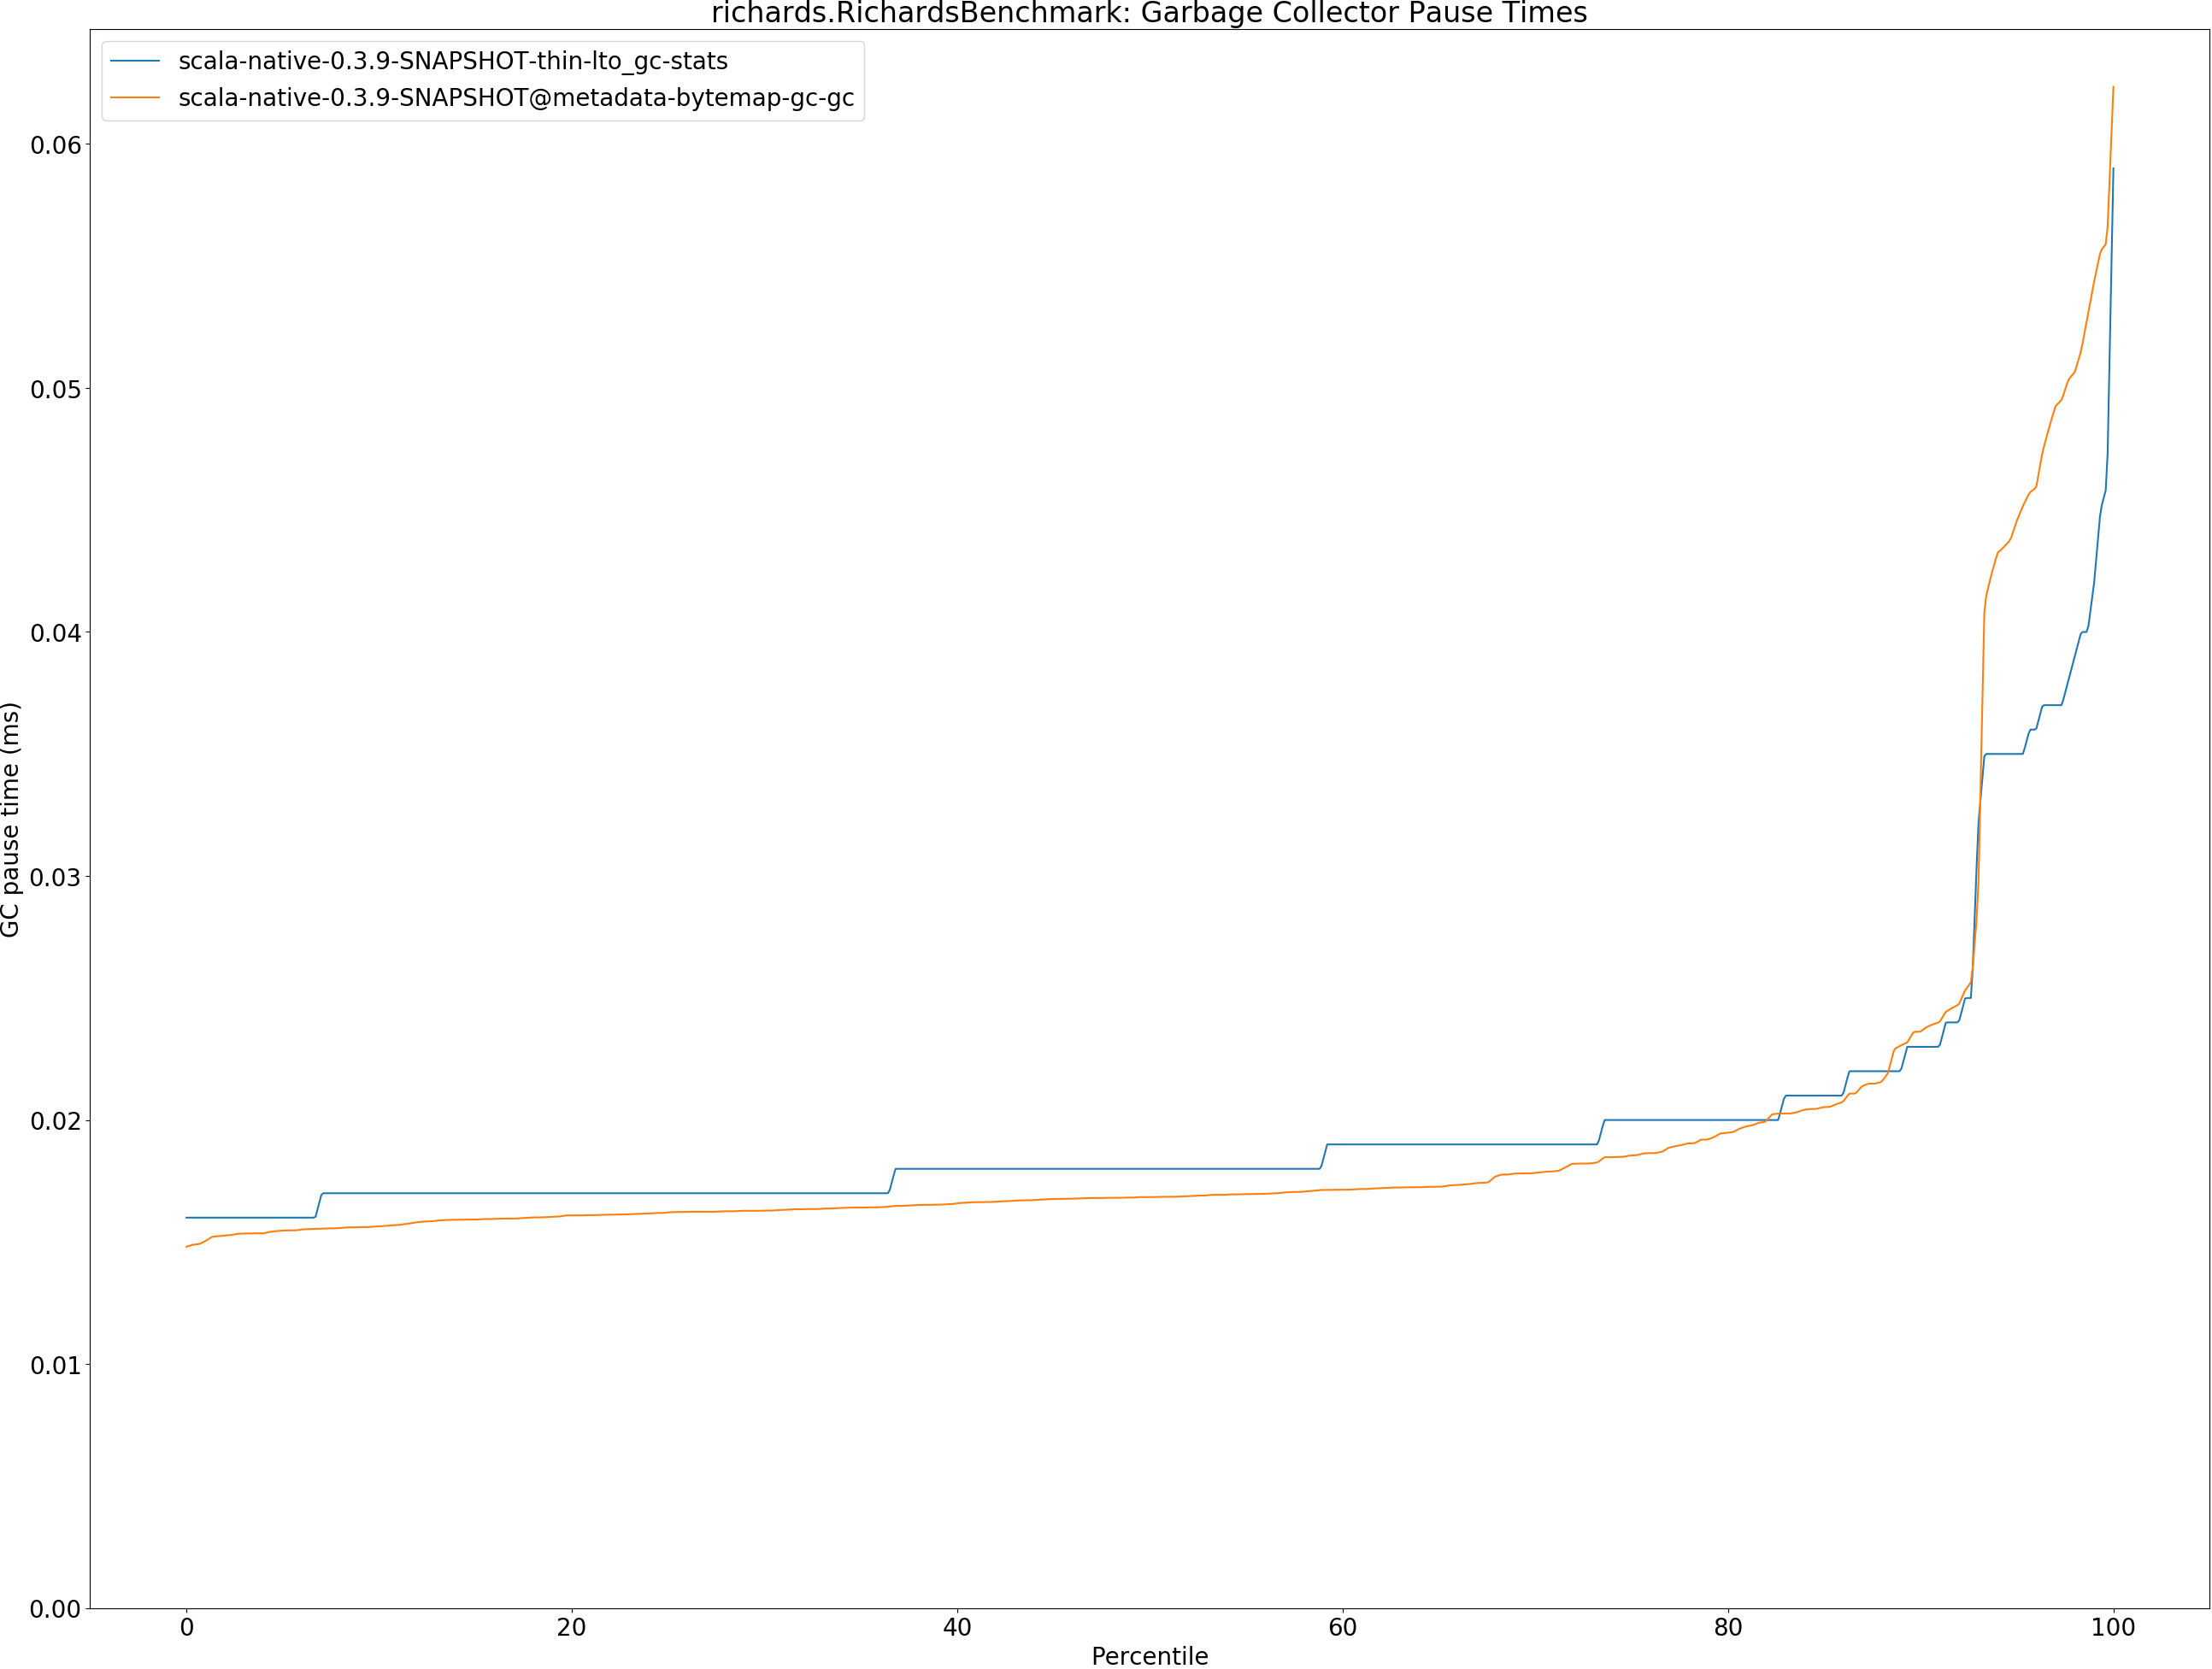 richards.RichardsBenchmark: Garbage Collector Pause Times
scala-native-0.3.9-SNAPSHOT-thin-lto_gc-stats
scala-native-0.3.9-SNAPSHOT@metadata-bytemap-gc-gc
GC pause time (ms)
0.06
0.05
0.04
0.03
0.02
0.01
0.00
0 20 40 60 80 100
Percentile